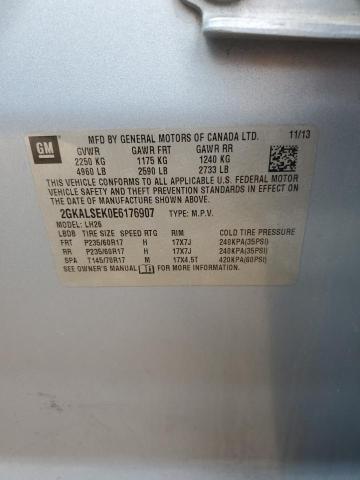 MFD BY GENERAL MOTORS OF CANADA LTD. 11/13
GM
GVWR GAWR FRT GAWR RR
2250 KG 1175 KG 1240 KG
4960 LB 2590 LB 2733 LB
THIS VEHICLE CONFORMS TO ALL APPLICABLE U.S. FEDERAL MOTOR
VEHICLE SAFETY AND THEFT PREVENTION STANDARDS IN EFFECT ON
THE DATE OF MANUFACTURE SHOWN ABOVE.
2GKALSEK0E6176907 TYPE: M.P.V.
MODEL: LH26
LBDB TIRE SIZE SPEED RTG RIM COLD TIRE PRESSURE
FRT P235/60R17 H 17X7J 240KPA(35PSI)
RR P235/60R17 H 17X7J 240KPA(35PSI)
SPA T145/70R17 M 17X4.5T 420KPA(60PSI)
SEE OWNER'S MANUAL FOR MORE INFORMATION.